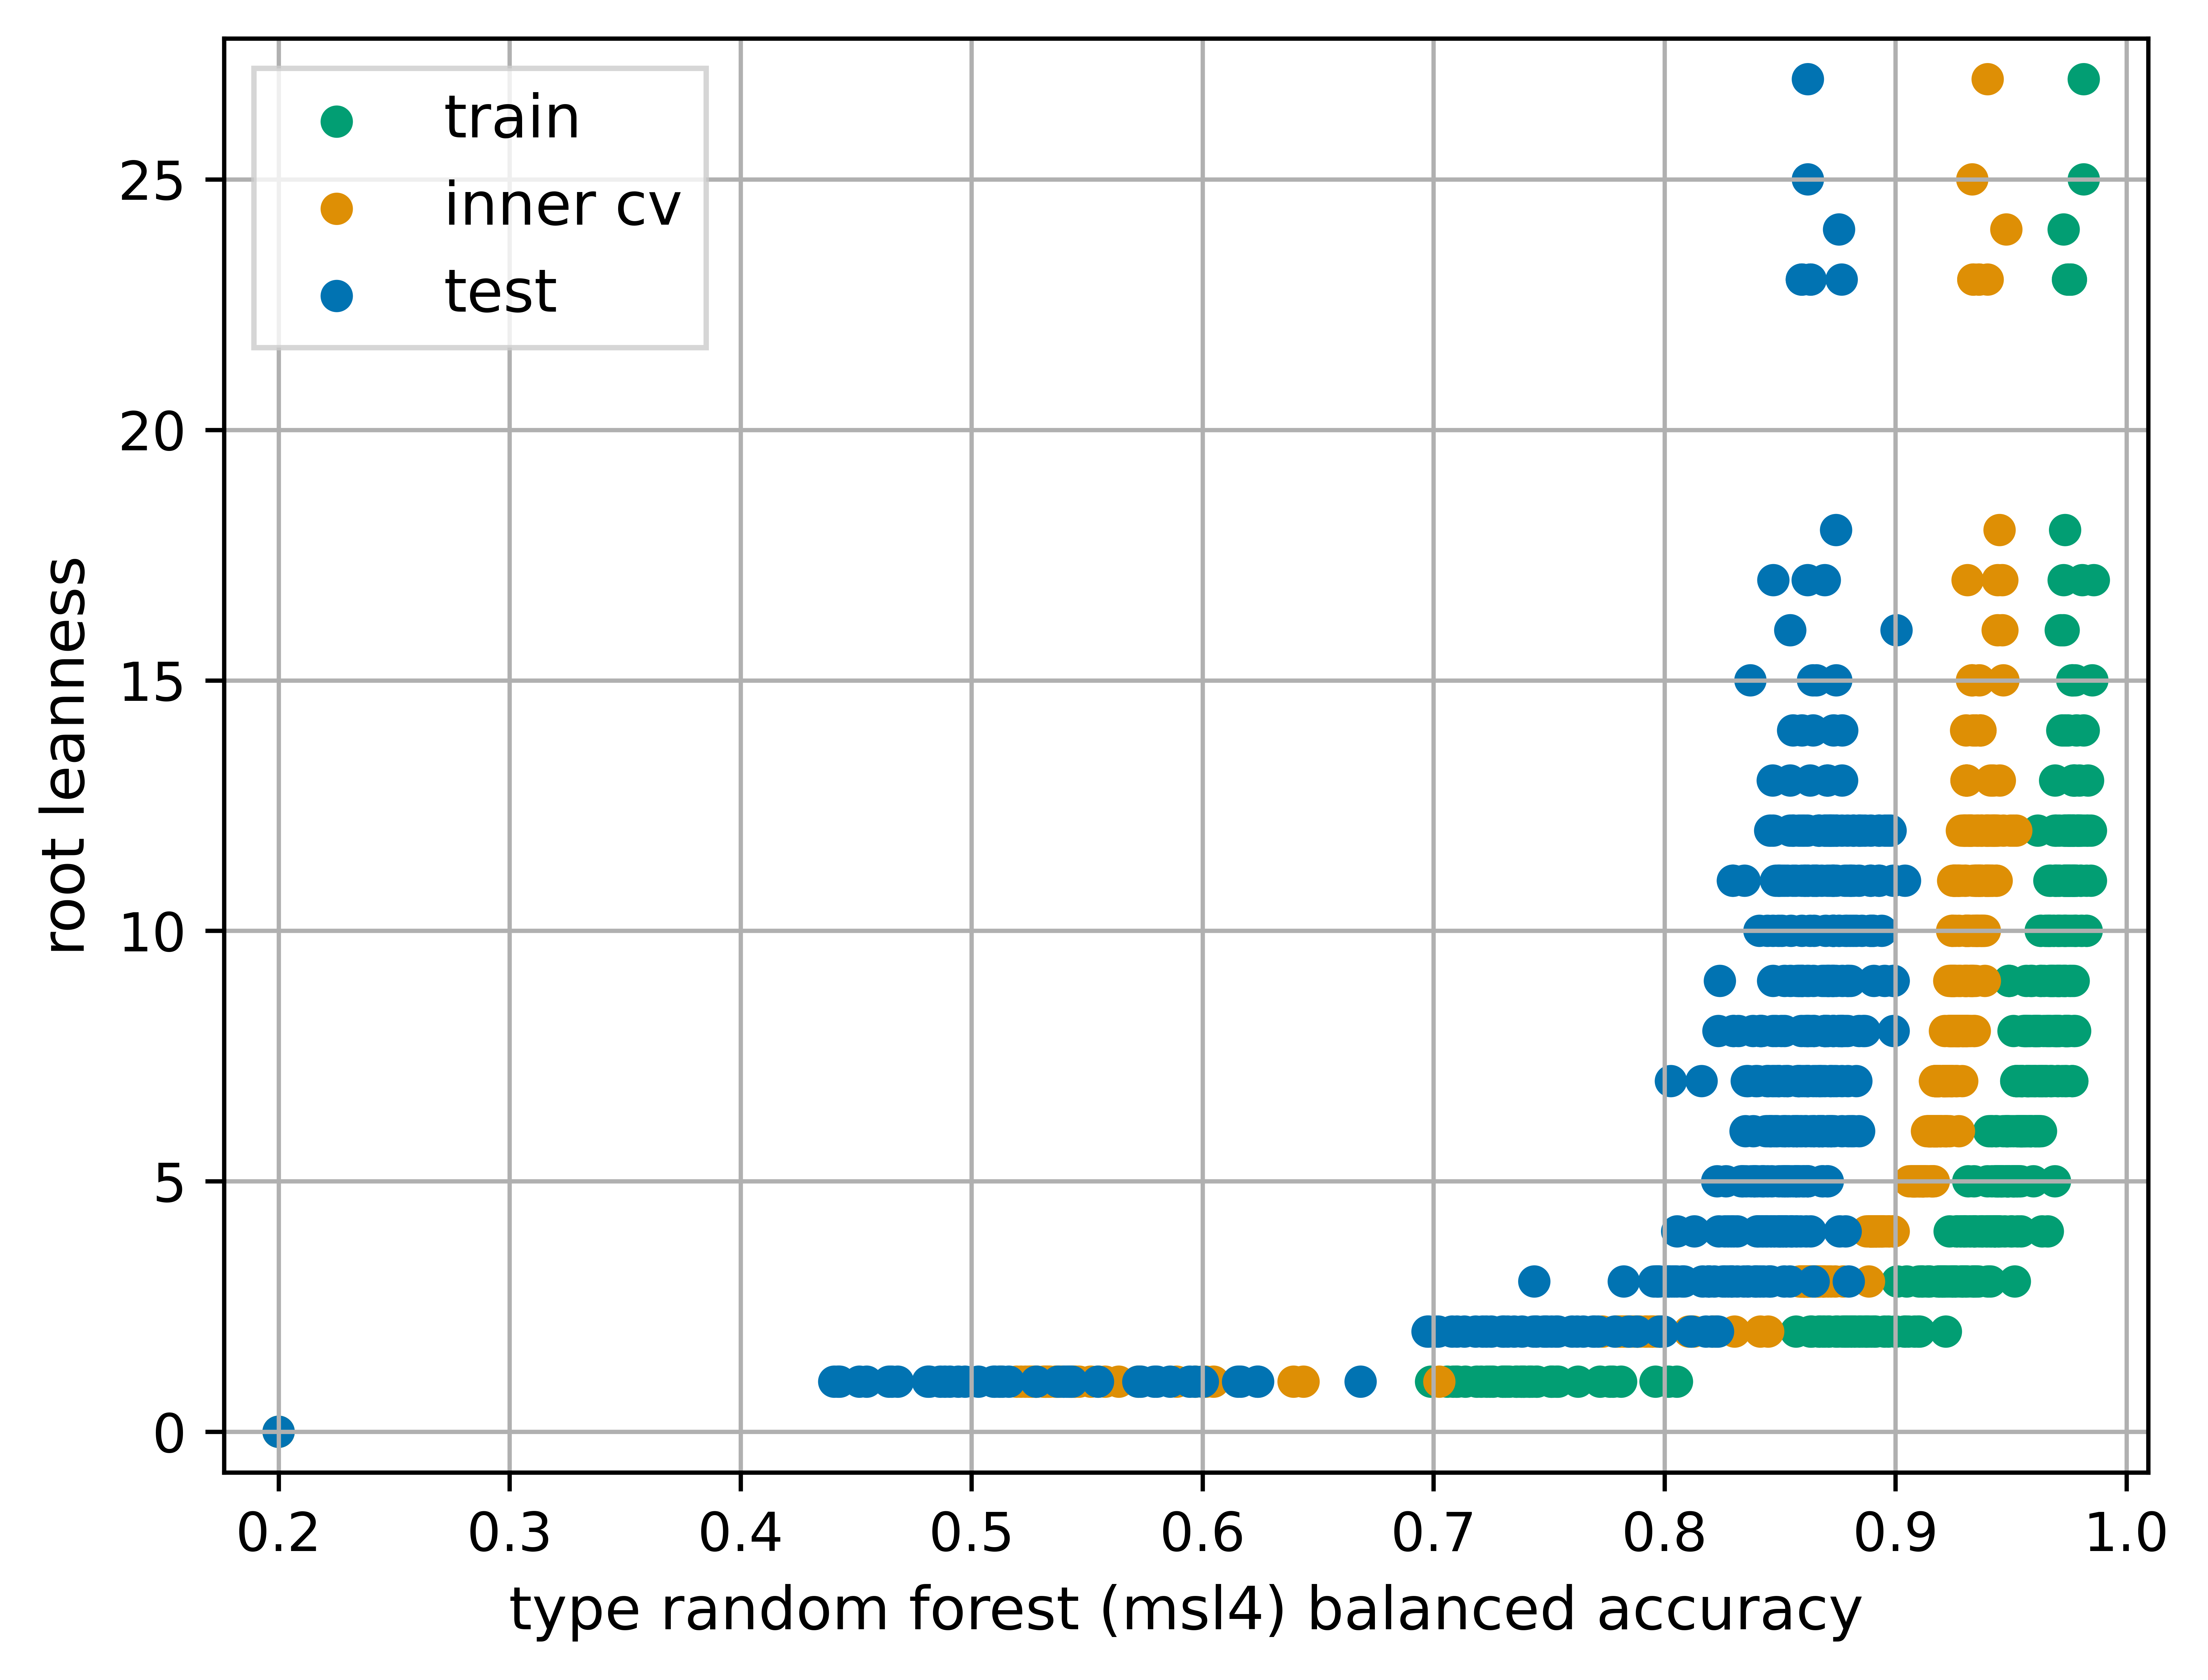 train
inner cv
test
root leanness
25
20
15
10
5
0
0.2 0.3 0.4 0.5 0.6 0.7 0.8 0.9 1.0
type random forest (msl4) balanced accuracy